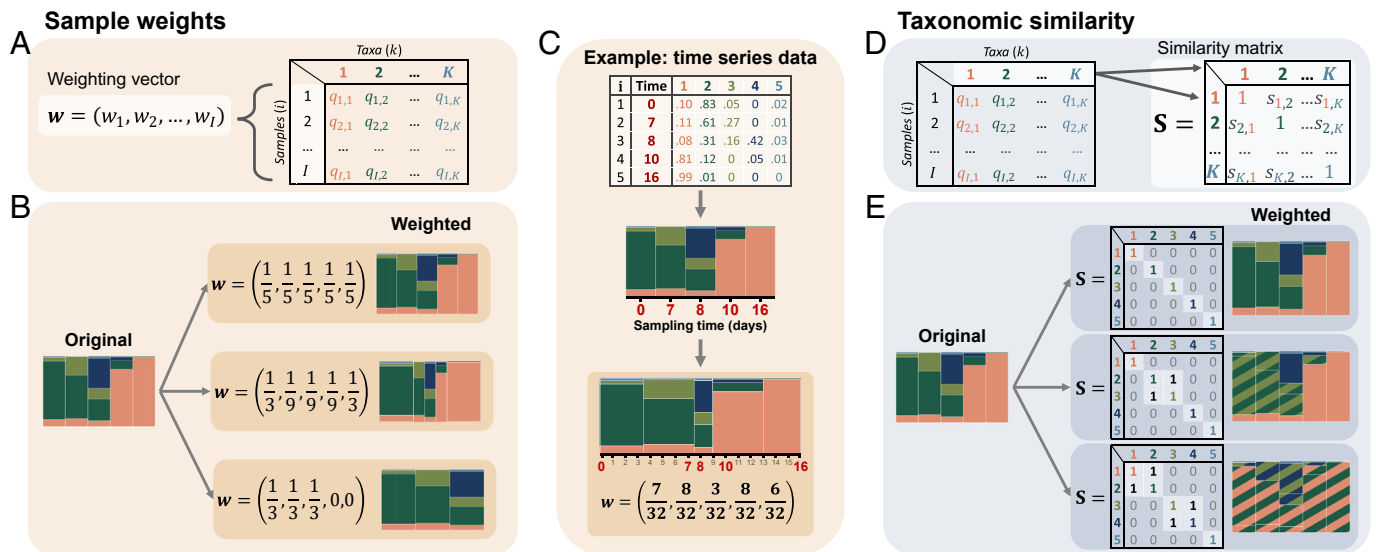 Sample weights
A
Weighting vector
w = (w₁, w₂, … , w_I)
Taxa (k)
Samples (i)
1 2 ... K
1 q₁,₁ q₁,₂ ... q₁,K
2 q₂,₁ q₂,₂ ... q₂,K
... ... ... ...
I q_I,₁ q_I,₂ ... q_I,K
B
Weighted
Original
w = (1/5, 1/5, 1/5, 1/5, 1/5)
w = (1/3, 1/9, 1/9, 1/9, 1/3)
w = (1/3, 1/3, 1/3, 0,0)
C
Example: time series data
i Time 1 2 3 4 5
1 0 .10 .83 .05 0 .02
2 7 .11 .61 .27 0 .01
3 8 .08 .31 .16 .42 .03
4 10 .81 .12 0 .05 .01
5 16 .99 .01 0 0 0
0 7 8 10 16
Sampling time (days)
0 1 2 3 4 5 6 7 8 9 10 11 12 13 14 15 16
w = (7/32, 8/32, 3/32, 8/32, 6/32)
Taxonomic similarity
D
Taxa (k)
Samples (i)
1 2 ... K
1 q₁,₁ q₁,₂ ... q₁,K
2 q₂,₁ q₂,₂ ... q₂,K
... ... ... ...
I q_I,₁ q_I,₂ ... q_I,K
Similarity matrix
S =
1 2 ... K
1 1 s₁,₂ ...s₁,K
2 s₂,₁ 1 ...s₂,K
... ... ... ...
K s_K,₁ s_K,₂ ... 1
E
Weighted
Original
S =
1 2 3 4 5
1 1 0 0 0 0
2 0 1 0 0 0
3 0 0 1 0 0
4 0 0 0 1 0
5 0 0 0 0 1
S =
1 2 3 4 5
1 1 0 0 0 0
2 0 1 1 0 0
3 0 1 1 0 0
4 0 0 0 1 0
5 0 0 0 0 1
S =
1 2 3 4 5
1 1 1 0 0 0
2 1 1 0 0 0
3 0 0 1 1 0
4 0 0 1 1 0
5 0 0 0 0 1